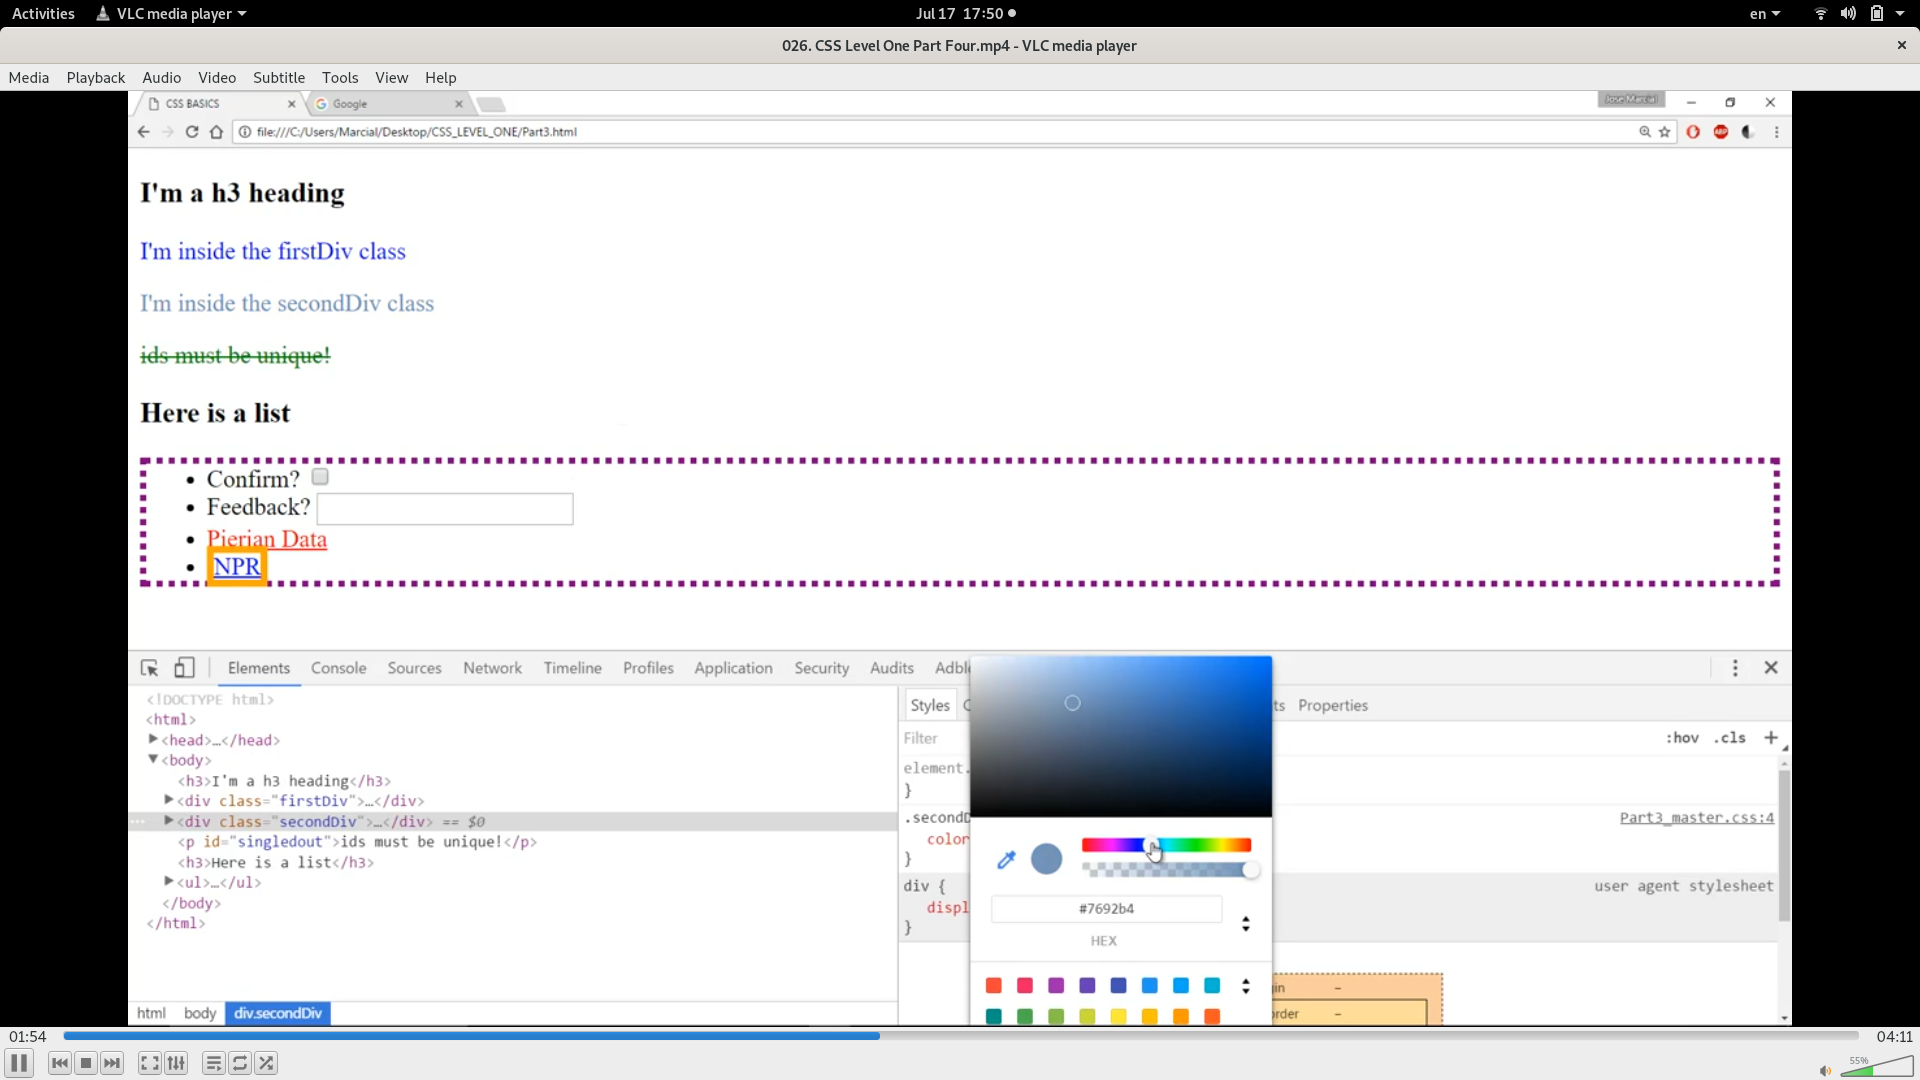 Activities VLC media player Jul 17 17:50 en
026. CSS Level One Part Four.mp4 - VLC media player
Media Playback Audio Video Subtitle Tools View Help
CSS BASICS Google Jose Marcial
file:///C:/Users/Marcial/Desktop/CSS_LEVEL_ONE/Part3.html ABP
I'm a h3 heading
I'm inside the firstDiv class
I'm inside the secondDiv class
ids must be unique!
Here is a list
Confirm?
Feedback?
Pierian Data
NPR
Elements Console Sources Network Timeline Profiles Application Security Audits Adbl
<!DOCTYPE html>
<html>
<head>…</head>
<body>
<h3>I'm a h3 heading</h3>
<div class="firstDiv">…</div>
<div class="secondDiv">…</div> == $0
<p id="singledout">ids must be unique!</p>
<h3>Here is a list</h3>
<ul>…</ul>
</body>
</html>
html body div.secondDiv
Styles ts Properties
Filter :hov .cls +
element.
}
.secondD Part3_master.css:4
color
}
div { user agent stylesheet
displ
}
#7692b4
HEX
gin –
order –
01:54 04:11
55%